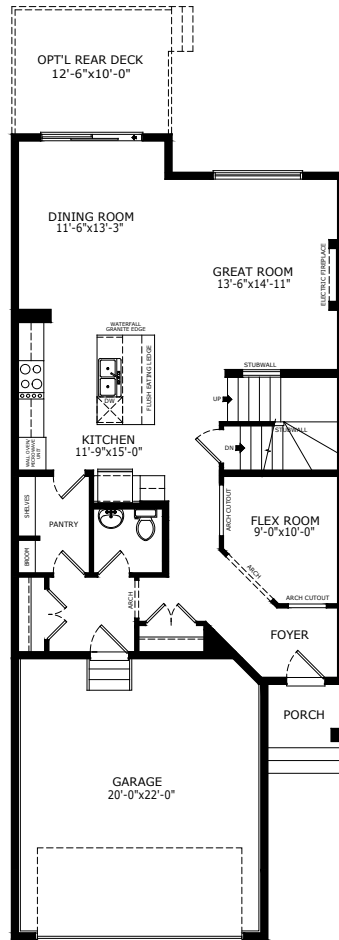 OPT'L REAR DECK
12'-6"x10'-0"
DINING ROOM
11'-6"x13'-3"
GREAT ROOM
13'-6"x14'-11"
ELECTRIC FIREPLACE
WATERFALL
GRANITE EDGE
FLUSH EATING LEDGE
DW
STUBWALL
UP
STUBWALL
DN
KITCHEN
11'-9"x15'-0"
WALL OVEN
MICROWAVE
UNIT
SHELVES
PANTRY
BROOM
ARCH CUTOUT
FLEX ROOM
9'-0"x10'-0"
ARCH
ARCH CUTOUT
ARCH
FOYER
PORCH
GARAGE
20'-0"x22'-0"